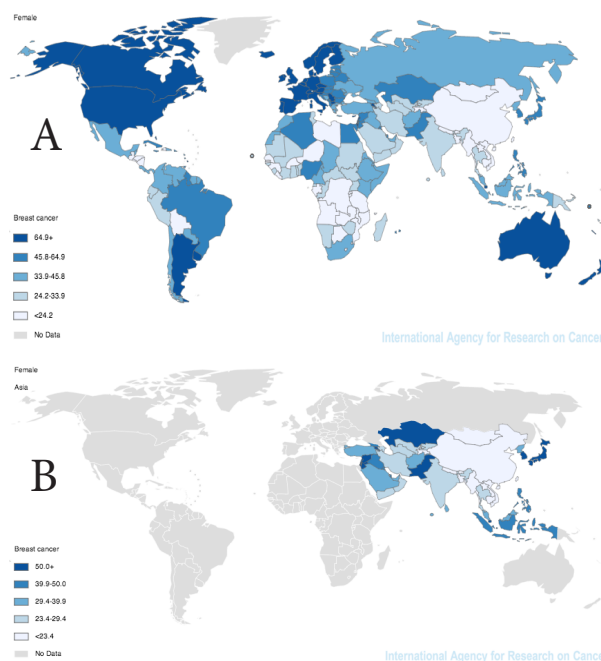 Female
A
Breast cancer
64.9+
45.8-64.9
33.9-45.8
24.2-33.9
<24.2
No Data
International Agency for Research on Cancer
Female
Asia
B
Breast cancer
50.0+
39.9-50.0
29.4-39.9
23.4-29.4
<23.4
No Data
International Agency for Research on Cance